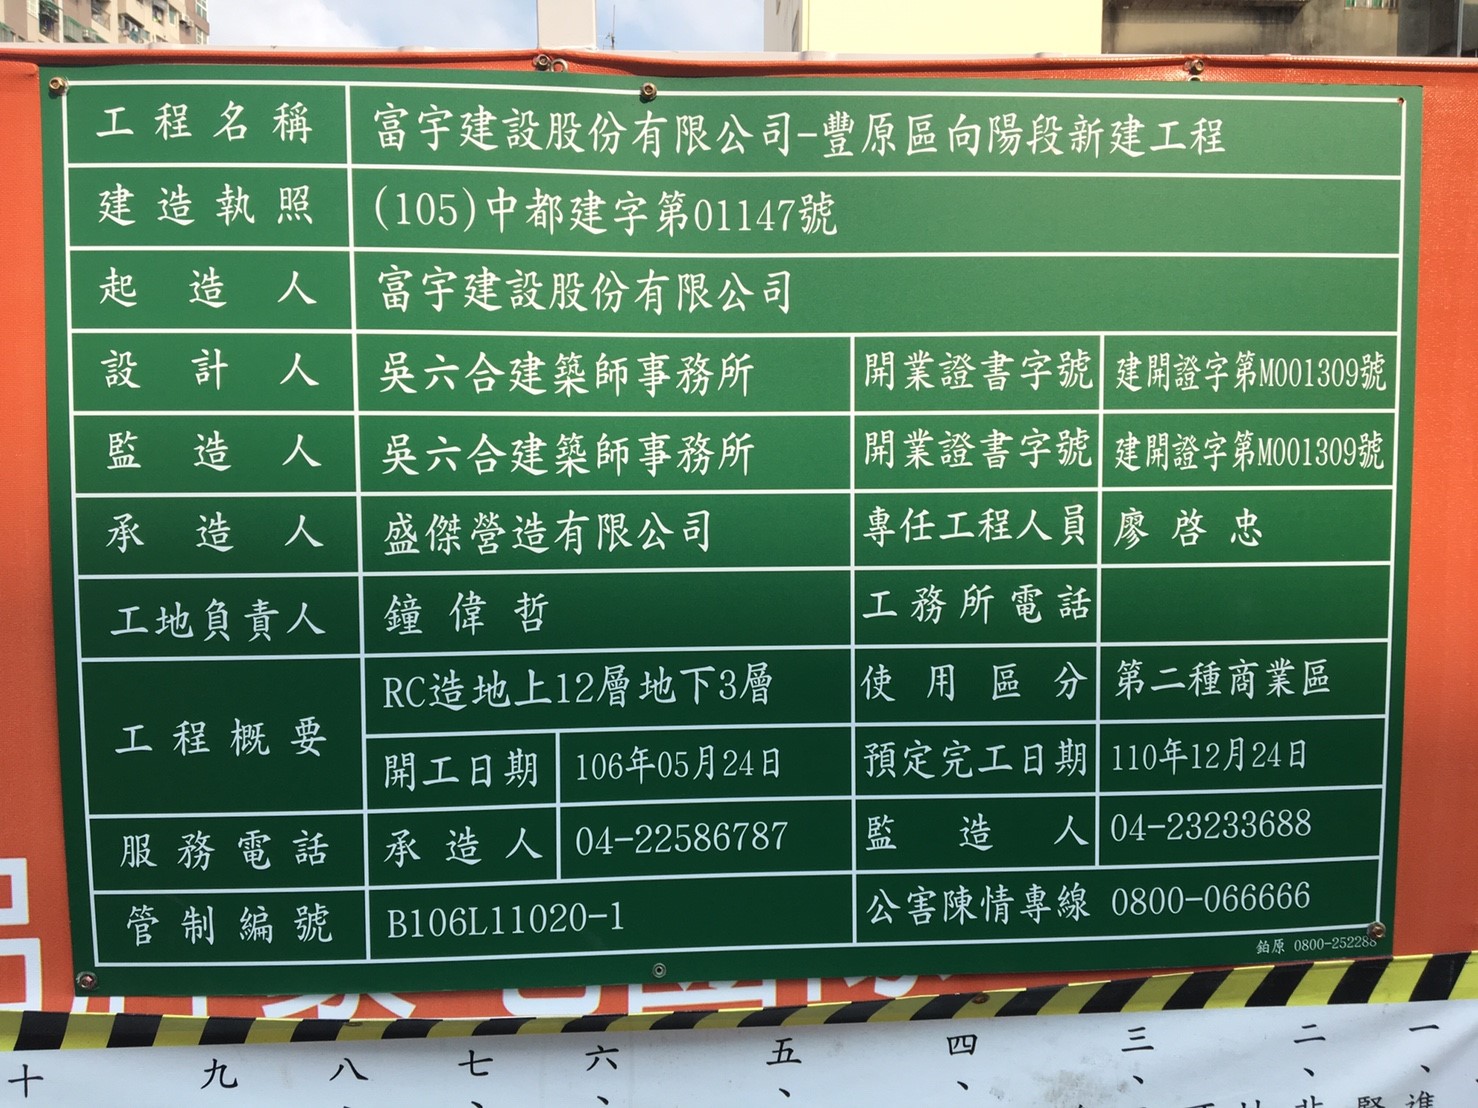 工程名稱 富宇建設股份有限公司-豐原區向陽段新建工程
建造執照 (105)中都建字第01147號
起造人 富宇建設股份有限公司
設計人 吳六合建築師事務所 開業證書字號 建開證字第M001309號
監造人 吳六合建築師事務所 開業證書字號 建開證字第M001309號
承造人 盛傑營造有限公司 專任工程人員 廖啓忠
工地負責人 鐘偉哲 工務所電話
工程概要 RC造地上12層地下3層 使用區分 第二種商業區
開工日期 106年05月24日 預定完工日期 110年12月24日
服務電話 承造人 04-22586787 監造人 04-23233688
管制編號 B106L11020-1 公害陳情專線 0800-066666
鉑原 0800-252288
一、進
二、非
三、
四、
五、
六、
七、
八、
九
十